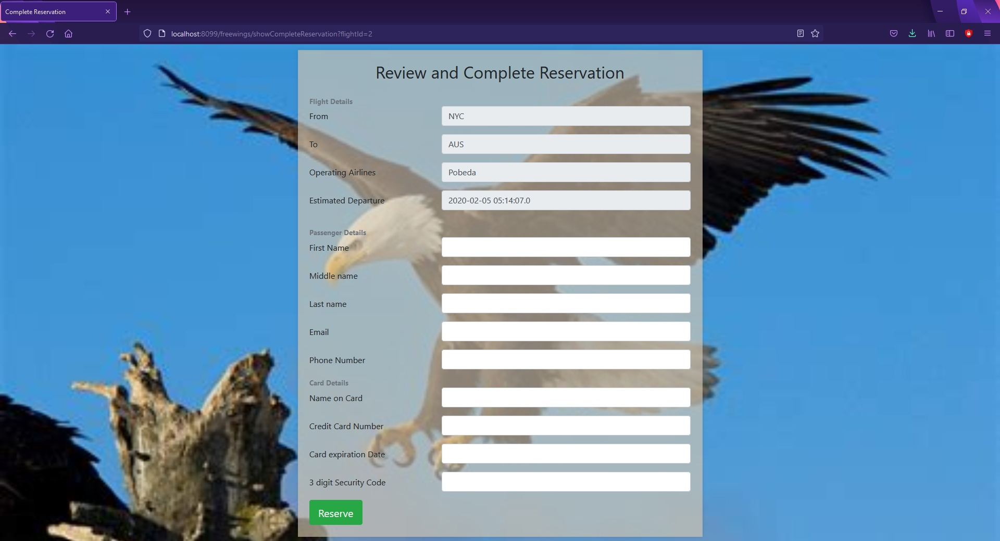 Complete Reservation
localhost:8099/freewings/showCompleteReservation?flightId=2
Review and Complete Reservation
Flight Details
From NYC
To AUS
Operating Airlines Pobeda
Estimated Departure 2020-02-05 05:14:07.0
Passenger Details
First Name
Middle name
Last name
Email
Phone Number
Card Details
Name on Card
Credit Card Number
Card expiration Date
3 digit Security Code
Reserve